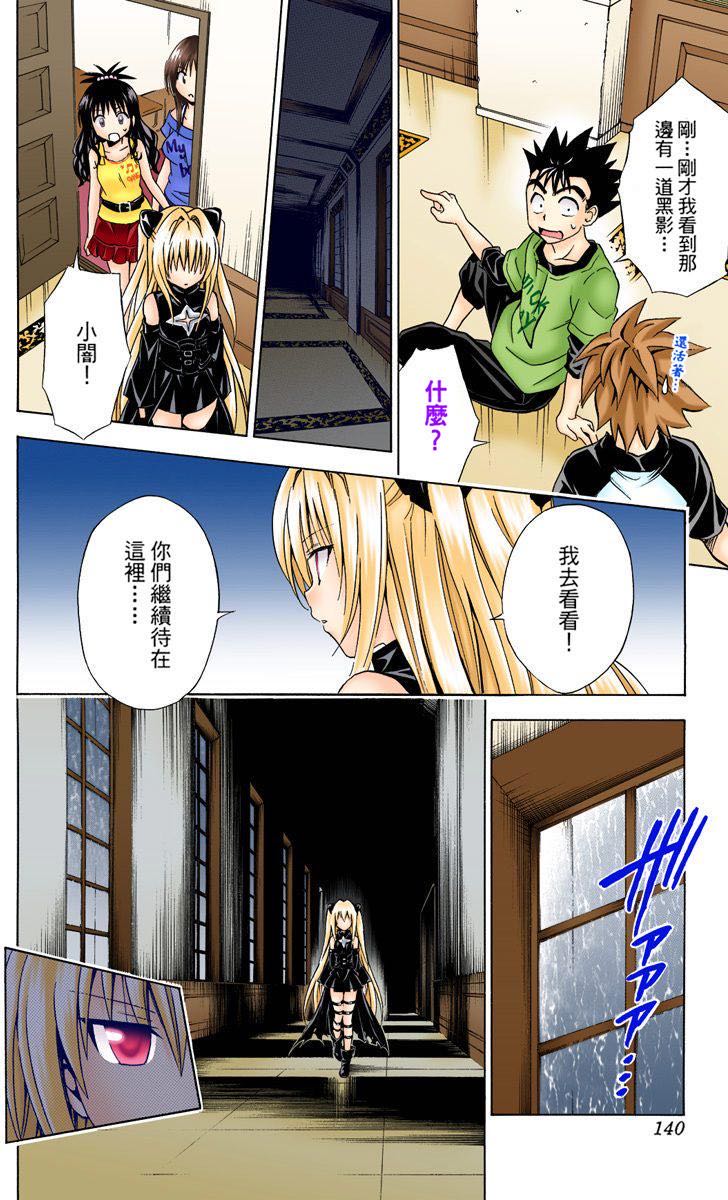 剛…剛才我看到那
邊有一道黑影…
還活著…
什麼？
小闇！
我去看看！
你們繼續待在
這裡……
ザァァァ…
140